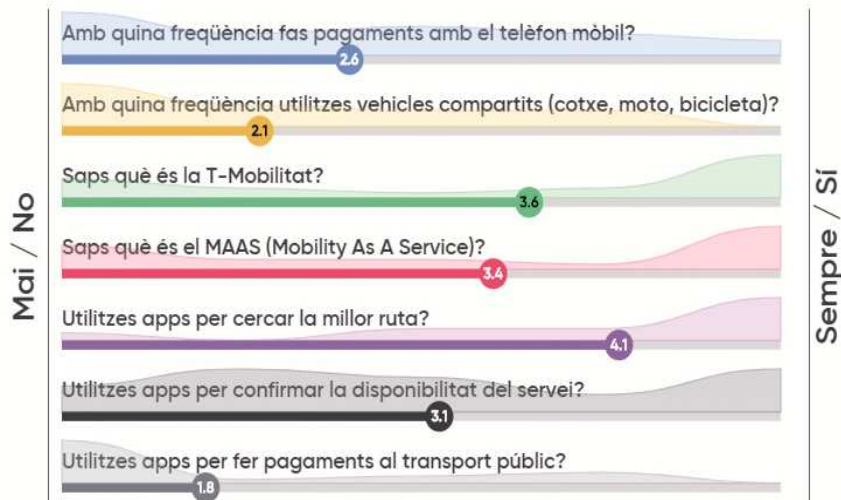 Amb quina freqüència fas pagaments amb el telèfon mòbil?
2.6
Amb quina freqüència utilitzes vehicles compartits (cotxe, moto, bicicleta)?
2.1
Saps què és la T-Mobilitat?
3.6
Saps què és el MAAS (Mobility As A Service)?
3.4
Utilitzes apps per cercar la millor ruta?
4.1
Utilitzes apps per confirmar la disponibilitat del servei?
3.1
Utilitzes apps per fer pagaments al transport públic?
1.8
Mai / No
Sempre / Sí